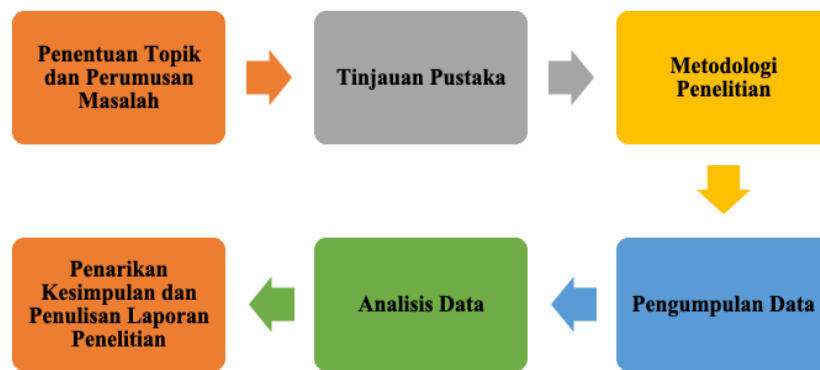 Penentuan Topik
dan Perumusan
Masalah
Tinjauan Pustaka
Metodologi
Penelitian
Pengumpulan Data
Analisis Data
Penarikan
Kesimpulan dan
Penulisan Laporan
Penelitian